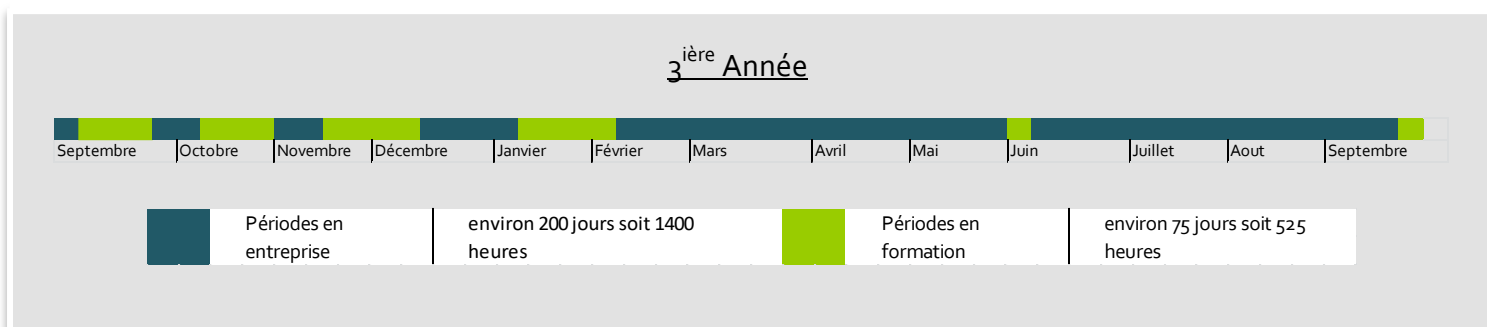 3ière Année
Septembre Octobre Novembre Décembre Janvier Février Mars Avril Mai Juin Juillet Aout Septembre
Périodes en entreprise
environ 200 jours soit 1400 heures
Périodes en formation
environ 75 jours soit 525 heures